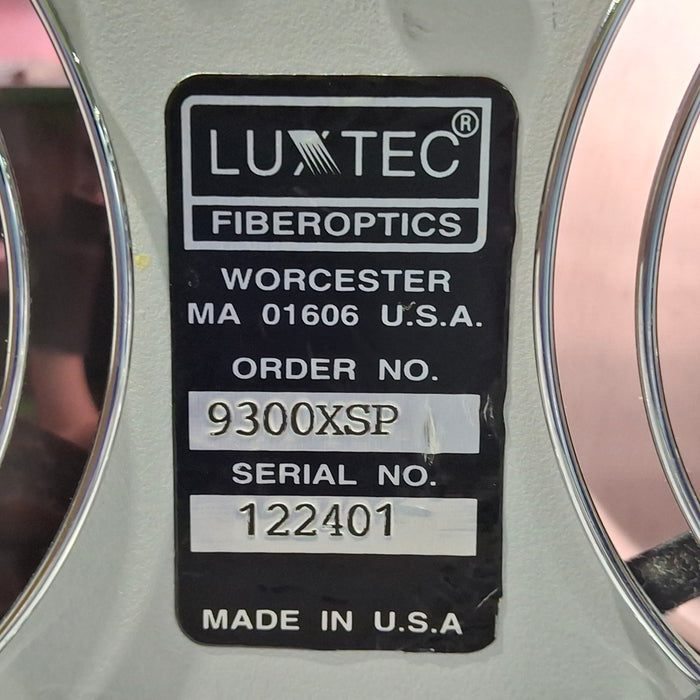 LUXTEC®
FIBEROPTICS
WORCESTER
MA 01606 U.S.A.
ORDER NO.
9300XSP
SERIAL NO.
122401
MADE IN U.S.A